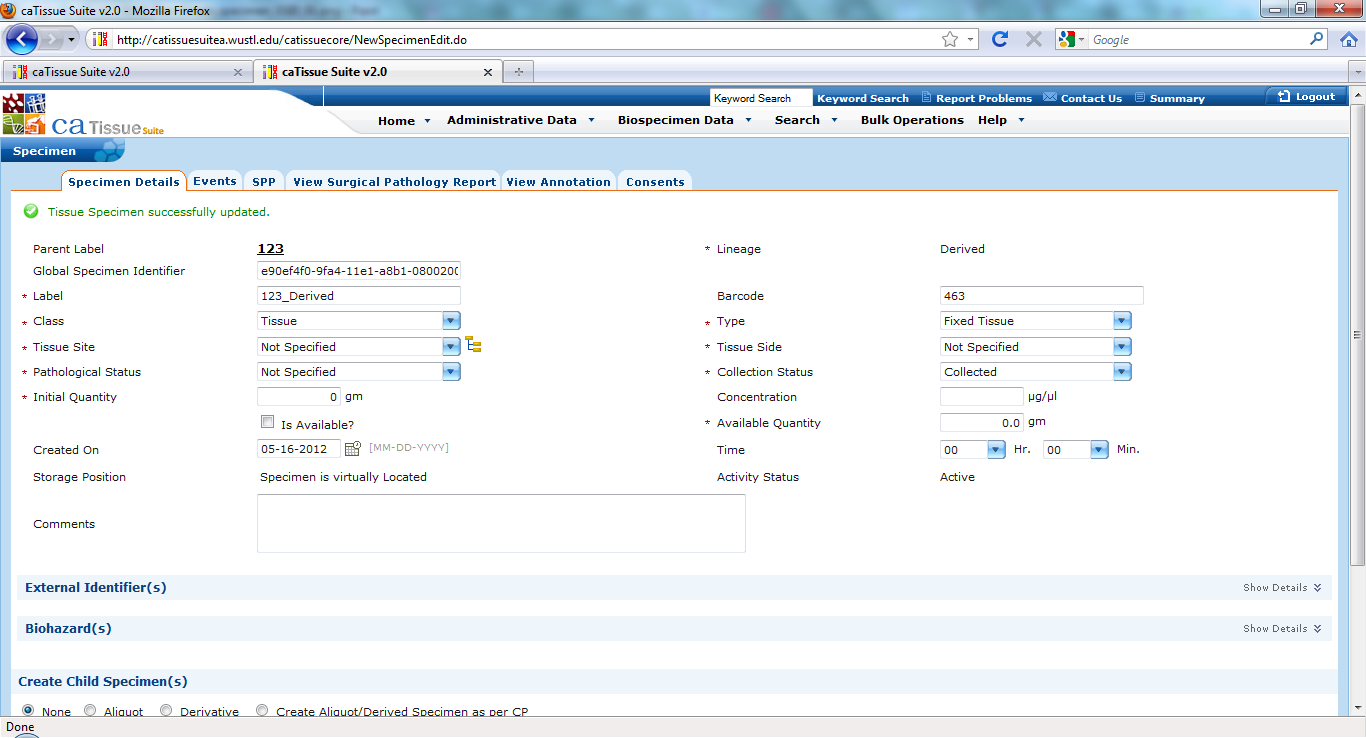 caTissue Suite v2.0 - Mozilla Firefox
http://catissuesuitea.wustl.edu/catissuecore/NewSpecimenEdit.do
Google
caTissue Suite v2.0
caTissue Suite v2.0
Keyword Search Keyword Search Report Problems Contact Us Summary Logout
ca Tissue Suite
Home Administrative Data Biospecimen Data Search Bulk Operations Help
Specimen
Specimen Details Events SPP View Surgical Pathology Report View Annotation Consents
Tissue Specimen successfully updated.
Parent Label 123 * Lineage Derived
Global Specimen Identifier e90ef4f0-9fa4-11e1-a8b1-0800200
* Label 123_Derived Barcode 463
* Class Tissue * Type Fixed Tissue
* Tissue Site Not Specified * Tissue Side Not Specified
* Pathological Status Not Specified * Collection Status Collected
* Initial Quantity 0 gm Concentration µg/µl
Is Available? * Available Quantity 0.0 gm
Created On 05-16-2012 [MM-DD-YYYY] Time 00 Hr. 00 Min.
Storage Position Specimen is virtually Located Activity Status Active
Comments
External Identifier(s) Show Details
Biohazard(s) Show Details
Create Child Specimen(s)
None Aliquot Derivative Create Aliquot/Derived Specimen as per CP
Done